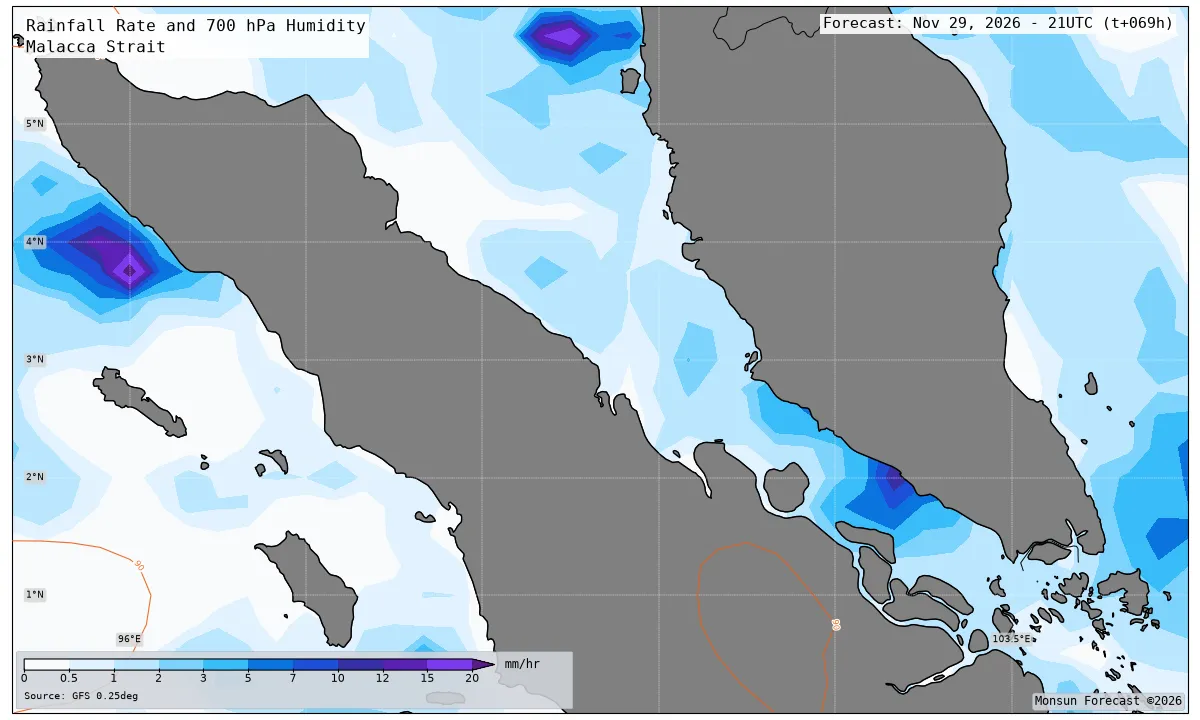 Rainfall Rate and 700 hPa Humidity
Malacca Strait
Forecast: Nov 29, 2026 - 21UTC (t+069h)
5°N
4°N
3°N
2°N
90
1°N
90
96°E
103.5°E
mm/hr
0 0.5 1 2 3 5 7 10 12 15 20
Source: GFS 0.25deg
Monsun Forecast ©2026